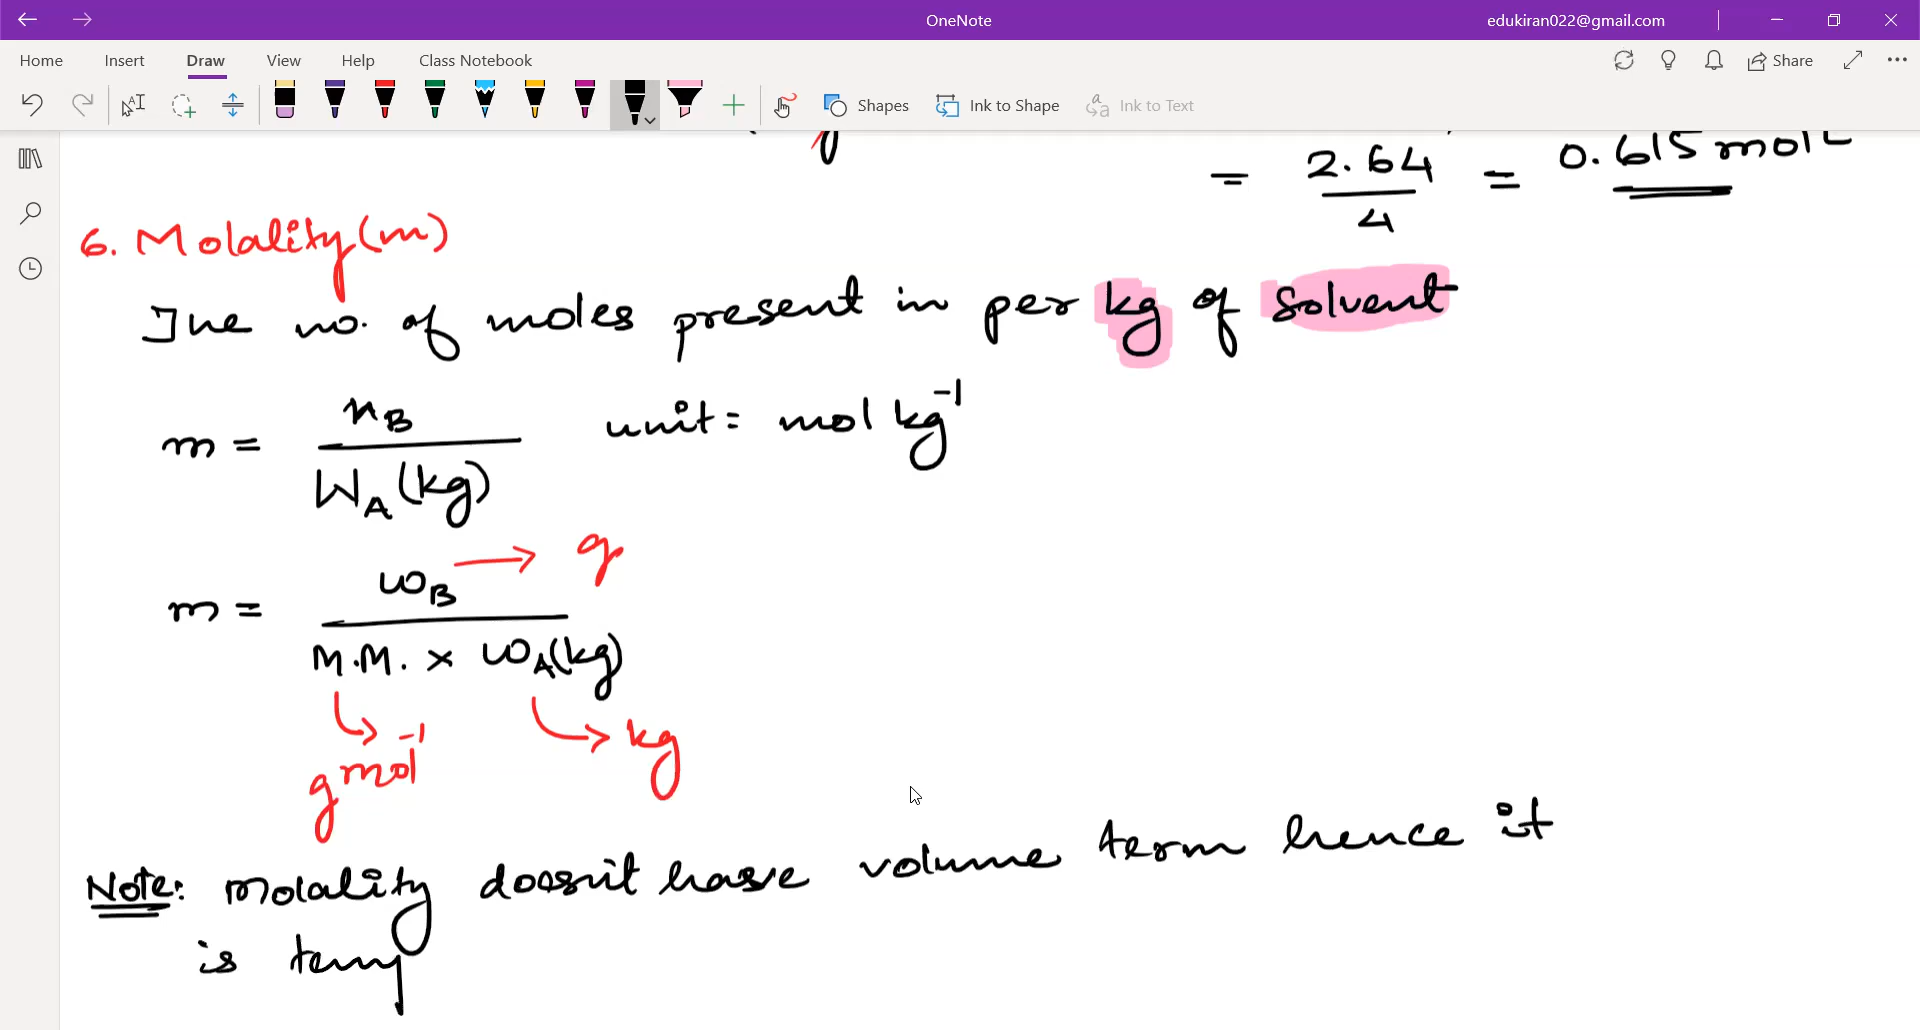 OneNote
edukiran022@gmail.com
Home Insert Draw View Help Class Notebook
Share
Shapes Ink to Shape Ink to Text
= 2.64/4 = 0.615 mol L
6. Molality (m)
The no. of moles present in per kg of solvent
m = nB / WA (kg) unit = mol kg⁻¹
m = wB / M.M. × wA (kg)
→ g
g mol⁻¹
kg
Note: molality doesn't have volume term hence it
is temp